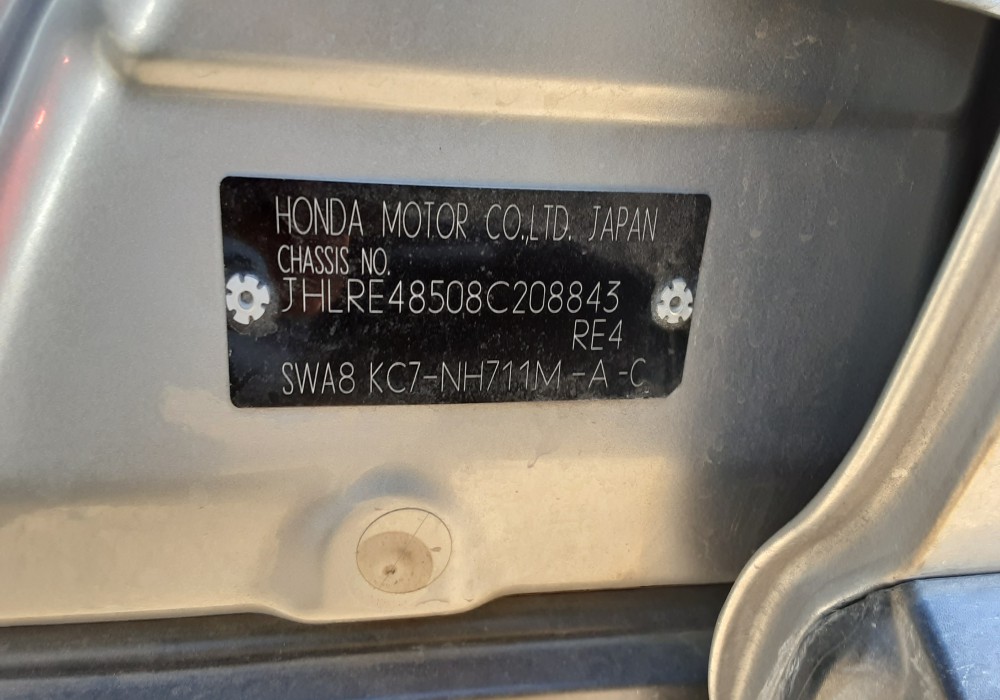 HONDA MOTOR CO.,LTD. JAPAN
CHASSIS NO.
JHLRE48508C208843
RE4
SWA8 KC7-NH711M -A -C